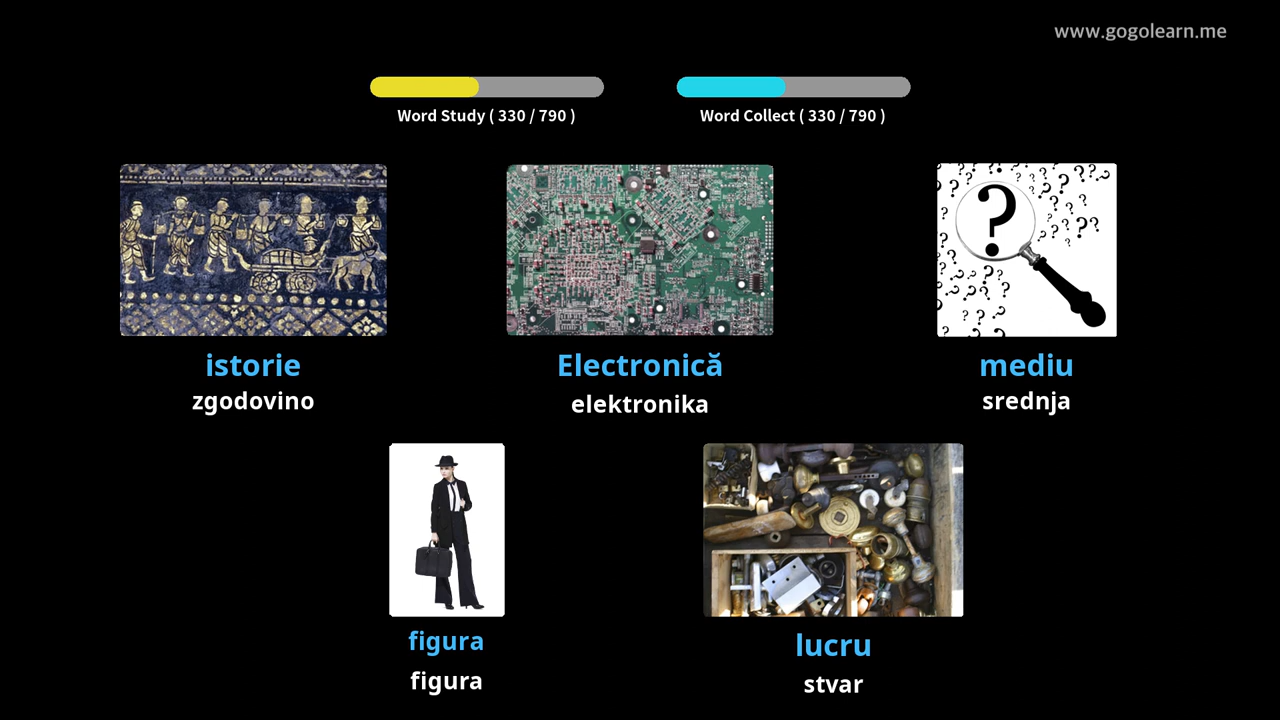 www.gogolearn.me
Word Study ( 330 / 790 )
Word Collect ( 330 / 790 )
istorie
zgodovino
Electronică
elektronika
mediu
srednja
figura
figura
lucru
stvar